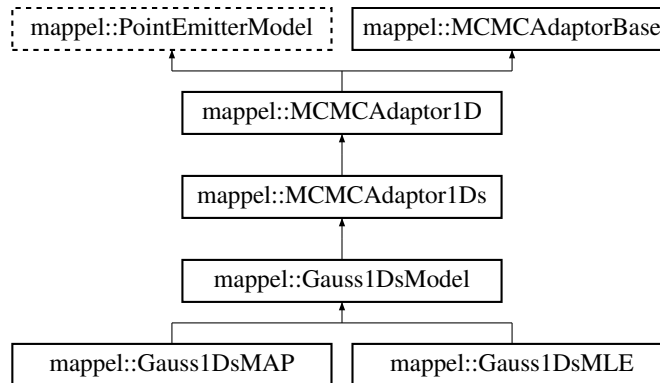 mappel::PointEmitterModel
mappel::MCMCAdaptorBase
mappel::MCMCAdaptor1D
mappel::MCMCAdaptor1Ds
mappel::Gauss1DsModel
mappel::Gauss1DsMAP
mappel::Gauss1DsMLE